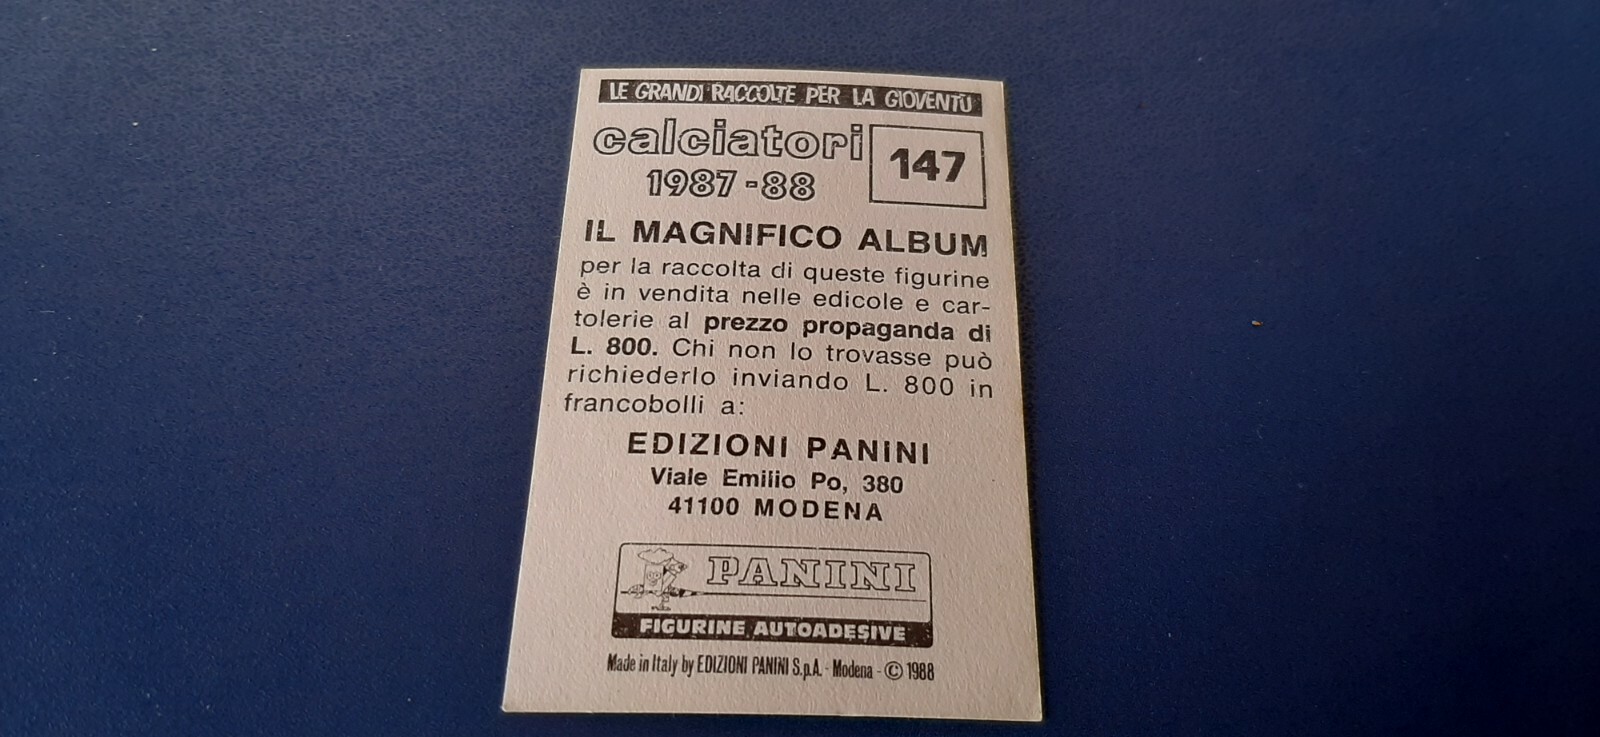 LE GRANDI RACCOLTE PER LA GIOVENTÙ
calciatori
1987-88
147
IL MAGNIFICO ALBUM
per la raccolta di queste figurine
è in vendita nelle edicole e car-
tolerie al prezzo propaganda di
L. 800. Chi non lo trovasse può
richiederlo inviando L. 800 in
francobolli a:
EDIZIONI PANINI
Viale Emilio Po, 380
41100 MODENA
PANINI
FIGURINE AUTOADESIVE
Made in Italy by EDIZIONI PANINI S.p.A. - Modena - © 1988